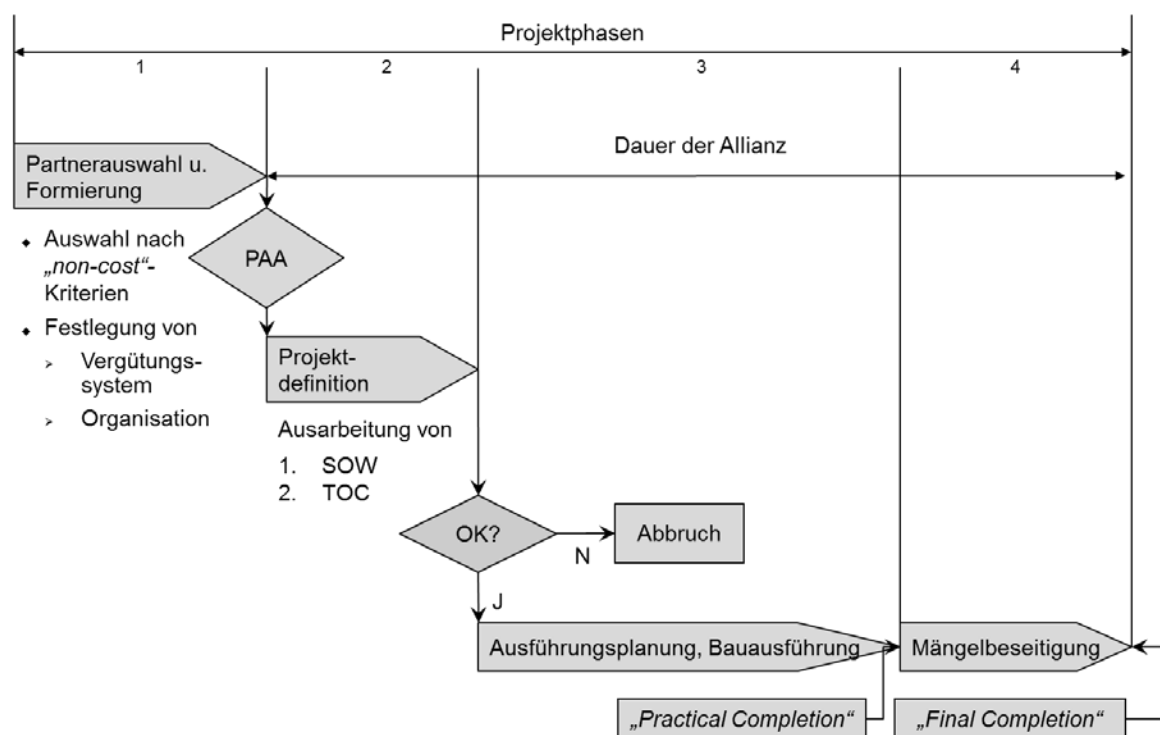 Projektphasen
1
2
3
4
Dauer der Allianz
Partnerauswahl u.
Formierung
PAA
Auswahl nach
„non-cost“-
Kriterien
Festlegung von
Vergütungs-
system
Organisation
Projekt-
definition
Ausarbeitung von
1. SOW
2. TOC
OK?
N
Abbruch
J
Ausführungsplanung, Bauausführung
Mängelbeseitigung
„Practical Completion“
„Final Completion“